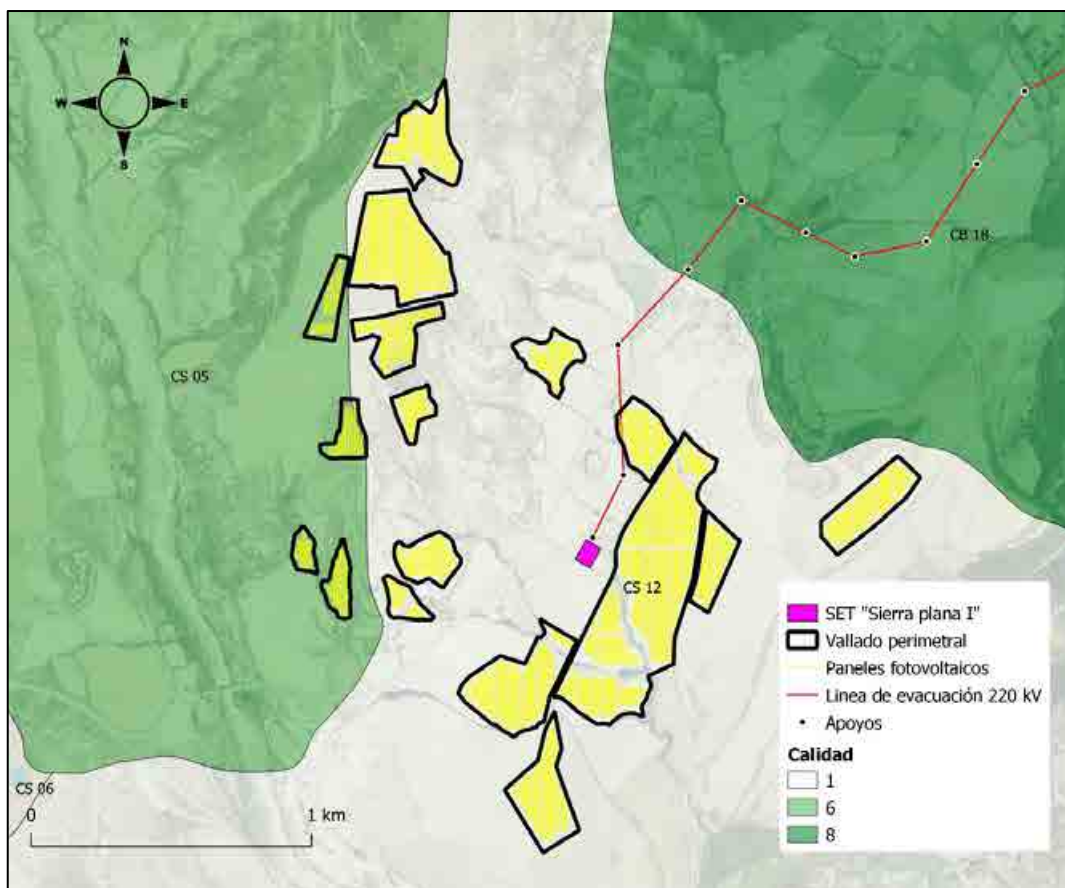 N
W E
S
CB 18
CS 05
CS 12
CS 06
0 1 km
SET "Sierra plana I"
Vallado perimetral
Paneles fotovoltaicos
Linea de evacuación 220 kV
Apoyos
Calidad
1
6
8